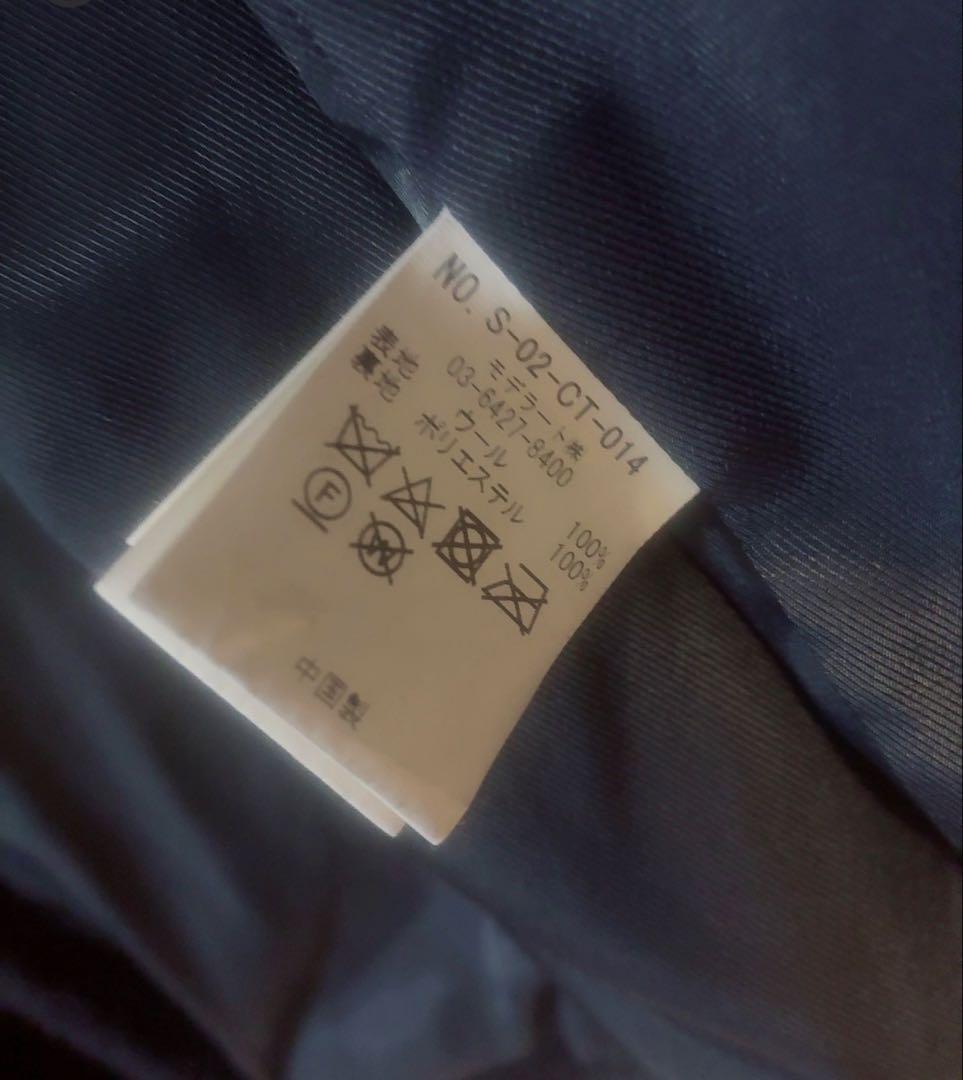 NO. S-02-CT-014
モデラート㈱
03-6427-8400
表地 ウール 100%
裏地 ポリエステル 100%
F
W
中国製